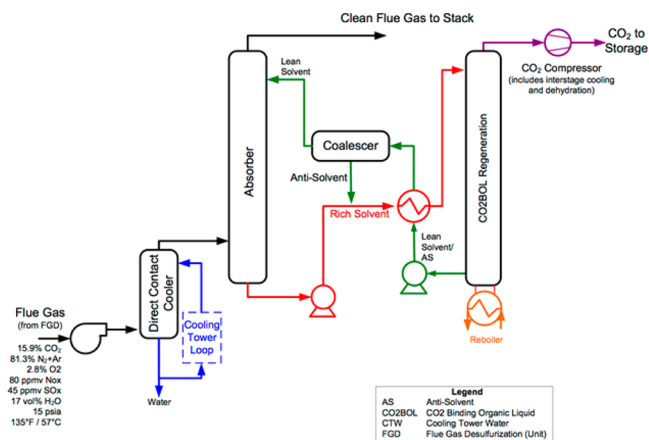 Clean Flue Gas to Stack
CO2 to
Storage
CO2 Compressor
(includes interstage cooling
and dehydration)
Lean
Solvent
Coalescer
Anti-Solvent
Rich Solvent
Absorber
CO2BOL Regeneration
Lean
Solvent/
AS
Reboiler
Direct Contact
Cooler
Cooling
Tower
Loop
Water
Flue Gas
(from FGD)
15.9% CO2
81.3% N2+Ar
2.8% O2
80 ppmv Nox
45 ppmv SOx
17 vol% H2O
15 psia
135°F / 57°C
Legend
AS Anti-Solvent
CO2BOL CO2 Binding Organic Liquid
CTW Cooling Tower Water
FGD Flue Gas Desulfurization (Unit)